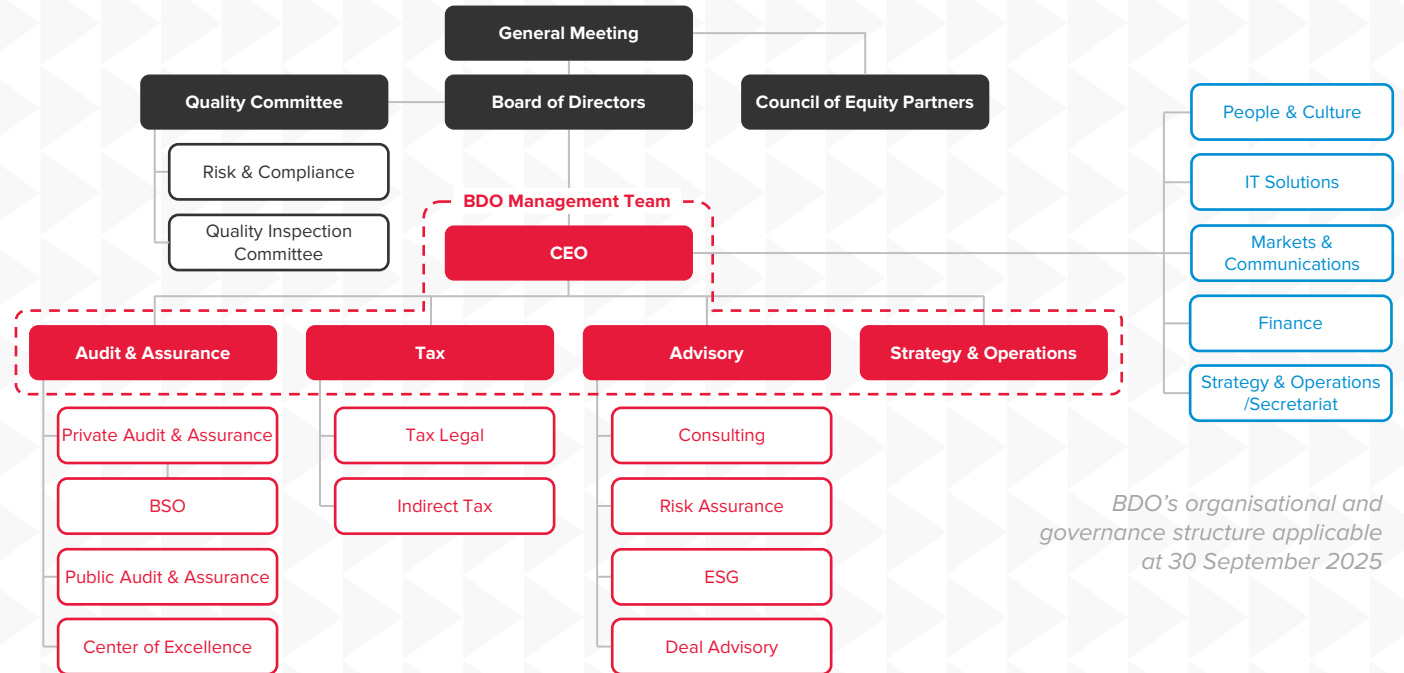 General Meeting
Quality Committee
Board of Directors
Council of Equity Partners
Risk & Compliance
Quality Inspection
Committee
BDO Management Team
CEO
People & Culture
IT Solutions
Markets &
Communications
Finance
Strategy & Operations
/Secretariat
Audit & Assurance
Tax
Advisory
Strategy & Operations
Private Audit & Assurance
BSO
Public Audit & Assurance
Center of Excellence
Tax Legal
Indirect Tax
Consulting
Risk Assurance
ESG
Deal Advisory
BDO’s organisational and
governance structure applicable
at 30 September 2025